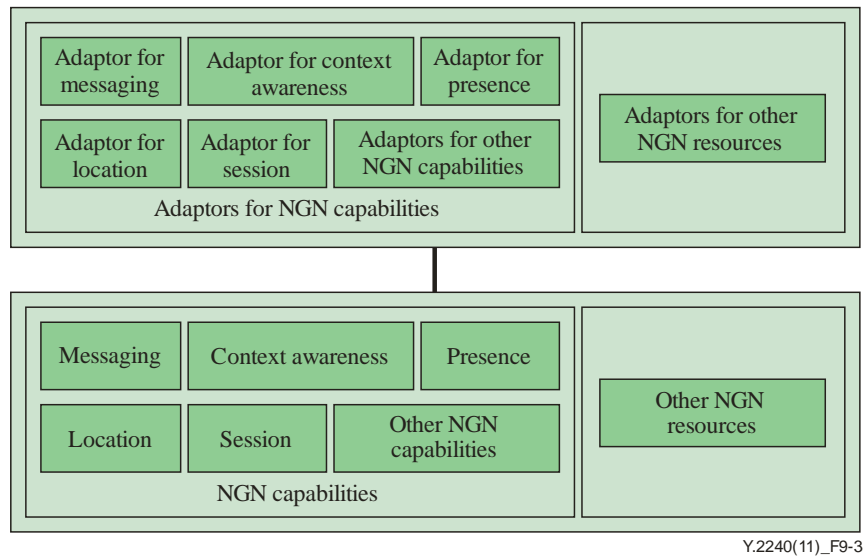 Adaptor for
messaging
Adaptor for context
awareness
Adaptor for
presence
Adaptor for
location
Adaptor for
session
Adaptors for other
NGN capabilities
Adaptors for NGN capabilities
Adaptors for other
NGN resources
Messaging
Context awareness
Presence
Location
Session
Other NGN
capabilities
NGN capabilities
Other NGN
resources
Y.2240(11)_F9-3